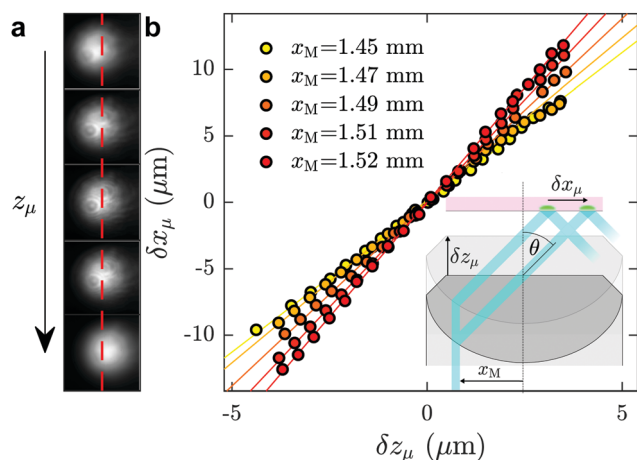 a
b
z_μ
δx_μ (μm)
10
5
0
-5
-10
x_M=1.45 mm
x_M=1.47 mm
x_M=1.49 mm
x_M=1.51 mm
x_M=1.52 mm
δx_μ
δz_μ
θ
x_M
-5
0
5
δz_μ (μm)